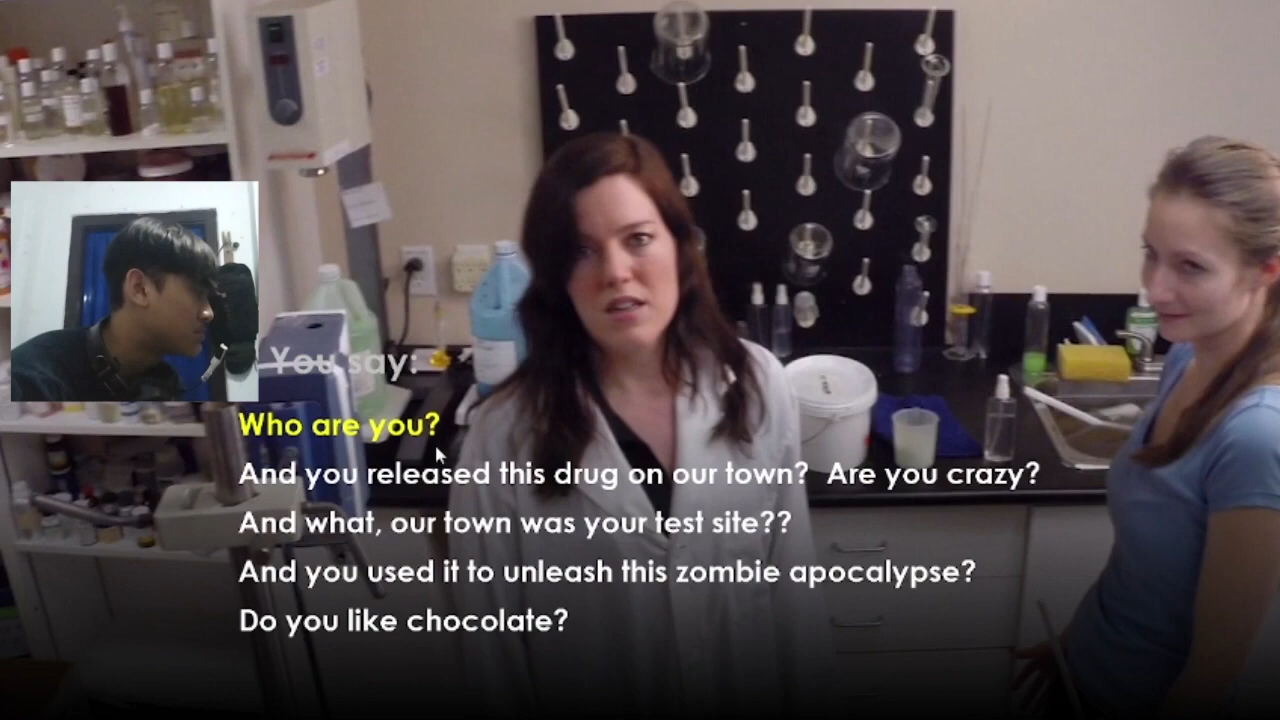 You say:
Who are you?
And you released this drug on our town?  Are you crazy?
And what, our town was your test site??
And you used it to unleash this zombie apocalypse?
Do you like chocolate?